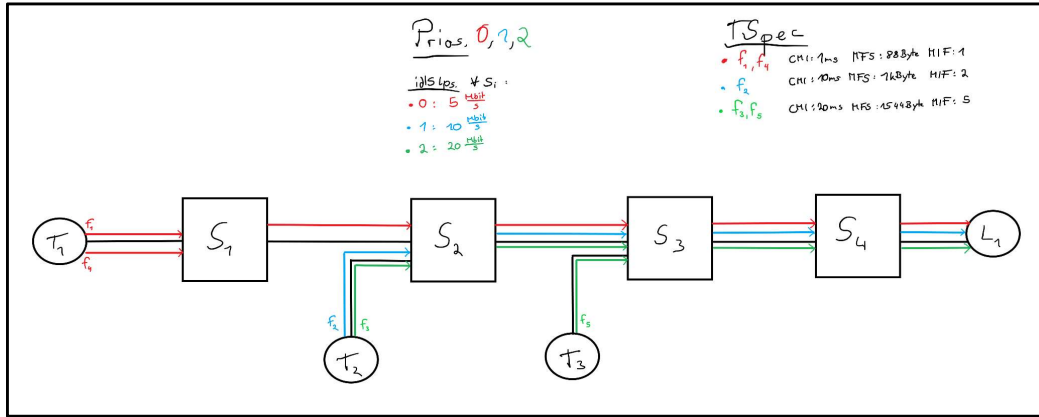 Prios. 0, 1, 2
idlSlps. ∀ Si :
• 0 : 5 Mbit/s
• 1 : 10 Mbit/s
• 2 : 20 Mbit/s
TSpec
• f1, f4 CMI: 1ms MFS: 88Byte MIF: 1
• f2 CMI: 10ms MFS: 1kByte MIF: 2
• f3, f5 CMI: 20ms MFS: 1544Byte MIF: 5
f1
T1
f4
S1
S2
S3
S4
L1
f2
f3
T2
f5
T3